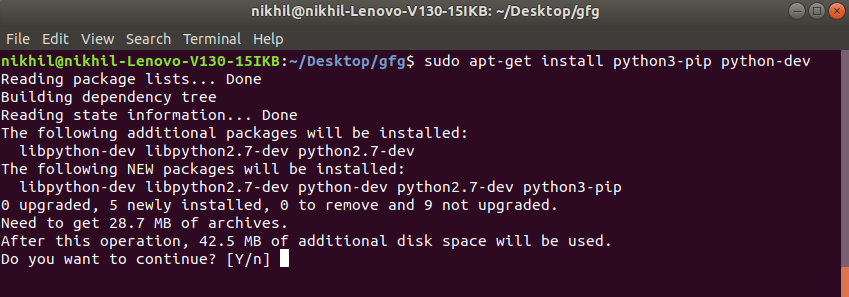 nikhil@nikhil-Lenovo-V130-15IKB: ~/Desktop/gfg
File Edit View Search Terminal Help
nikhil@nikhil-Lenovo-V130-15IKB:~/Desktop/gfg$ sudo apt-get install python3-pip python-dev
Reading package lists... Done
Building dependency tree
Reading state information... Done
The following additional packages will be installed:
  libpython-dev libpython2.7-dev python2.7-dev
The following NEW packages will be installed:
  libpython-dev libpython2.7-dev python-dev python2.7-dev python3-pip
0 upgraded, 5 newly installed, 0 to remove and 9 not upgraded.
Need to get 28.7 MB of archives.
After this operation, 42.5 MB of additional disk space will be used.
Do you want to continue? [Y/n]